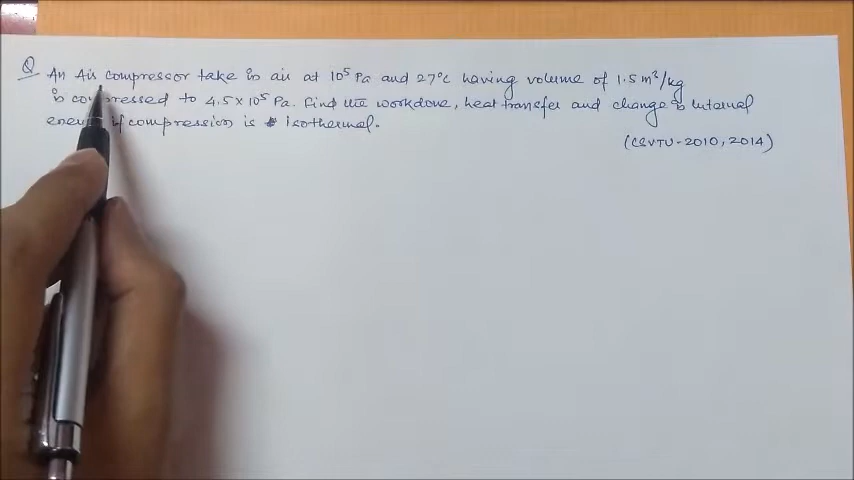 Q An Air compressor take in air at 10⁵ Pa and 27°C having volume of 1.5 m³/kg
is compressed to 4.5 x 10⁵ Pa. Find the workdone, heat transfer and change in Internal
if compression is isothermal.
(CSVTU-2010, 2014)